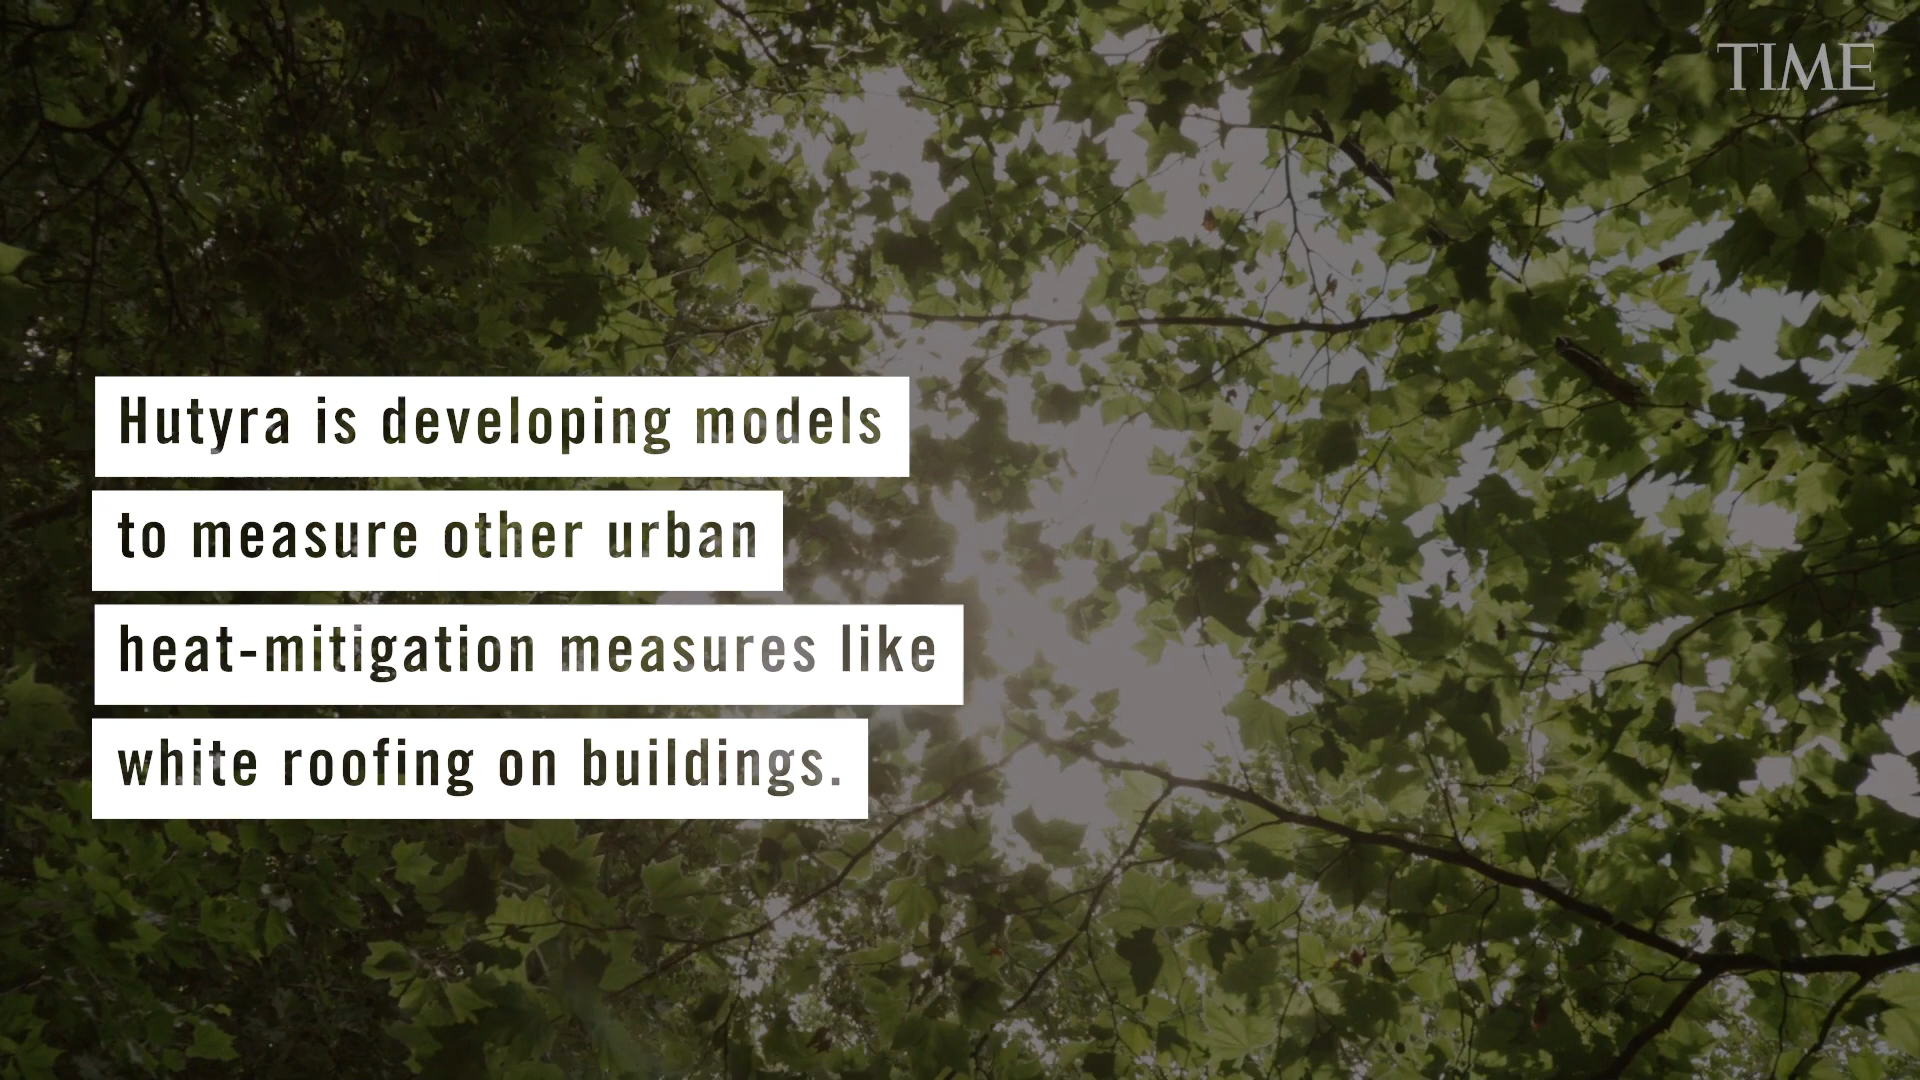 TIME
Hutyra is developing models
to measure other urban
heat-mitigation measures like
white roofing on buildings.